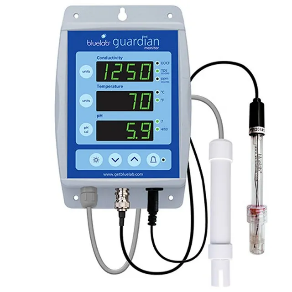 bluelab guardian
monitor
Conductivity
1250
Temperature
70
pH
5.9
www.getbluelab.com